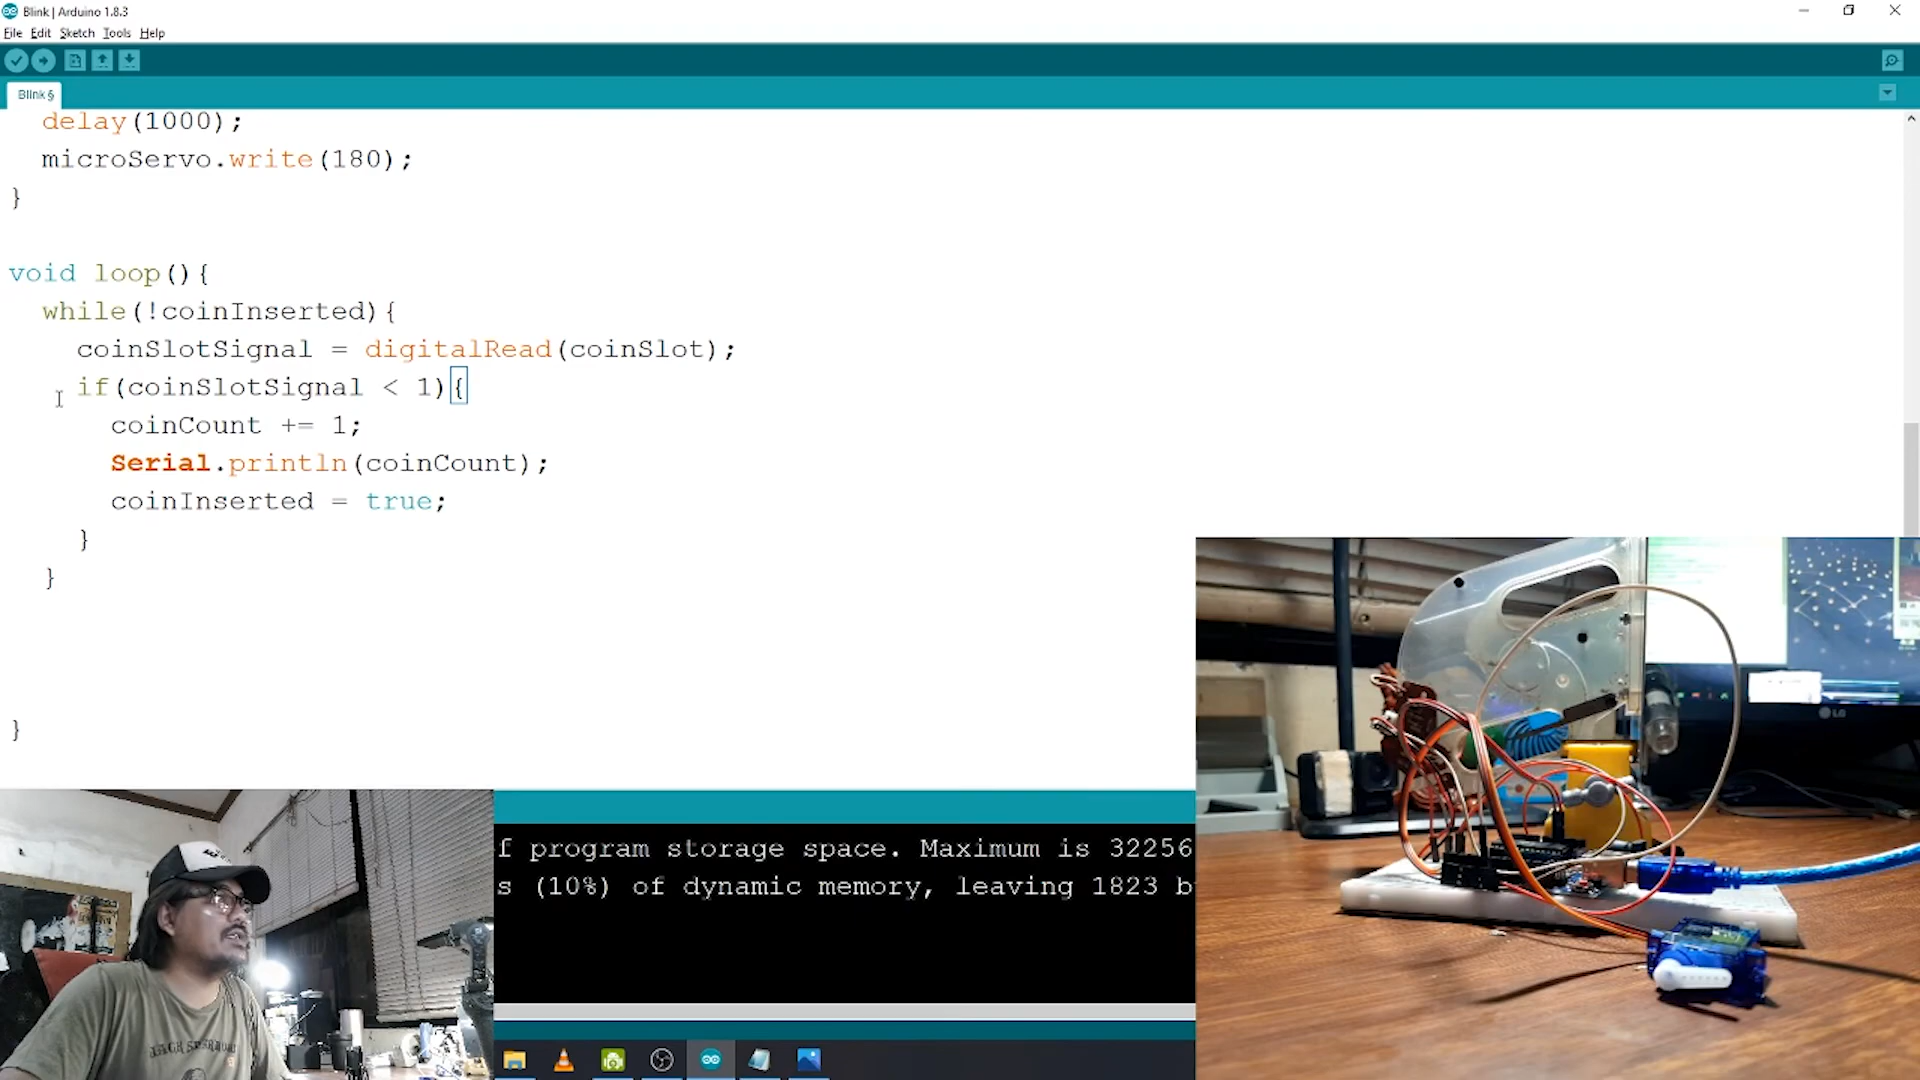 Blink | Arduino 1.8.3
File Edit Sketch Tools Help
Blink §
delay(1000);
microServo.write(180);
}
void loop(){
while(!coinInserted){
coinSlotSignal = digitalRead(coinSlot);
if(coinSlotSignal < 1){
coinCount += 1;
Serial.println(coinCount);
coinInserted = true;
}
}
}
f program storage space. Maximum is 32256
s (10%) of dynamic memory, leaving 1823 b
LG